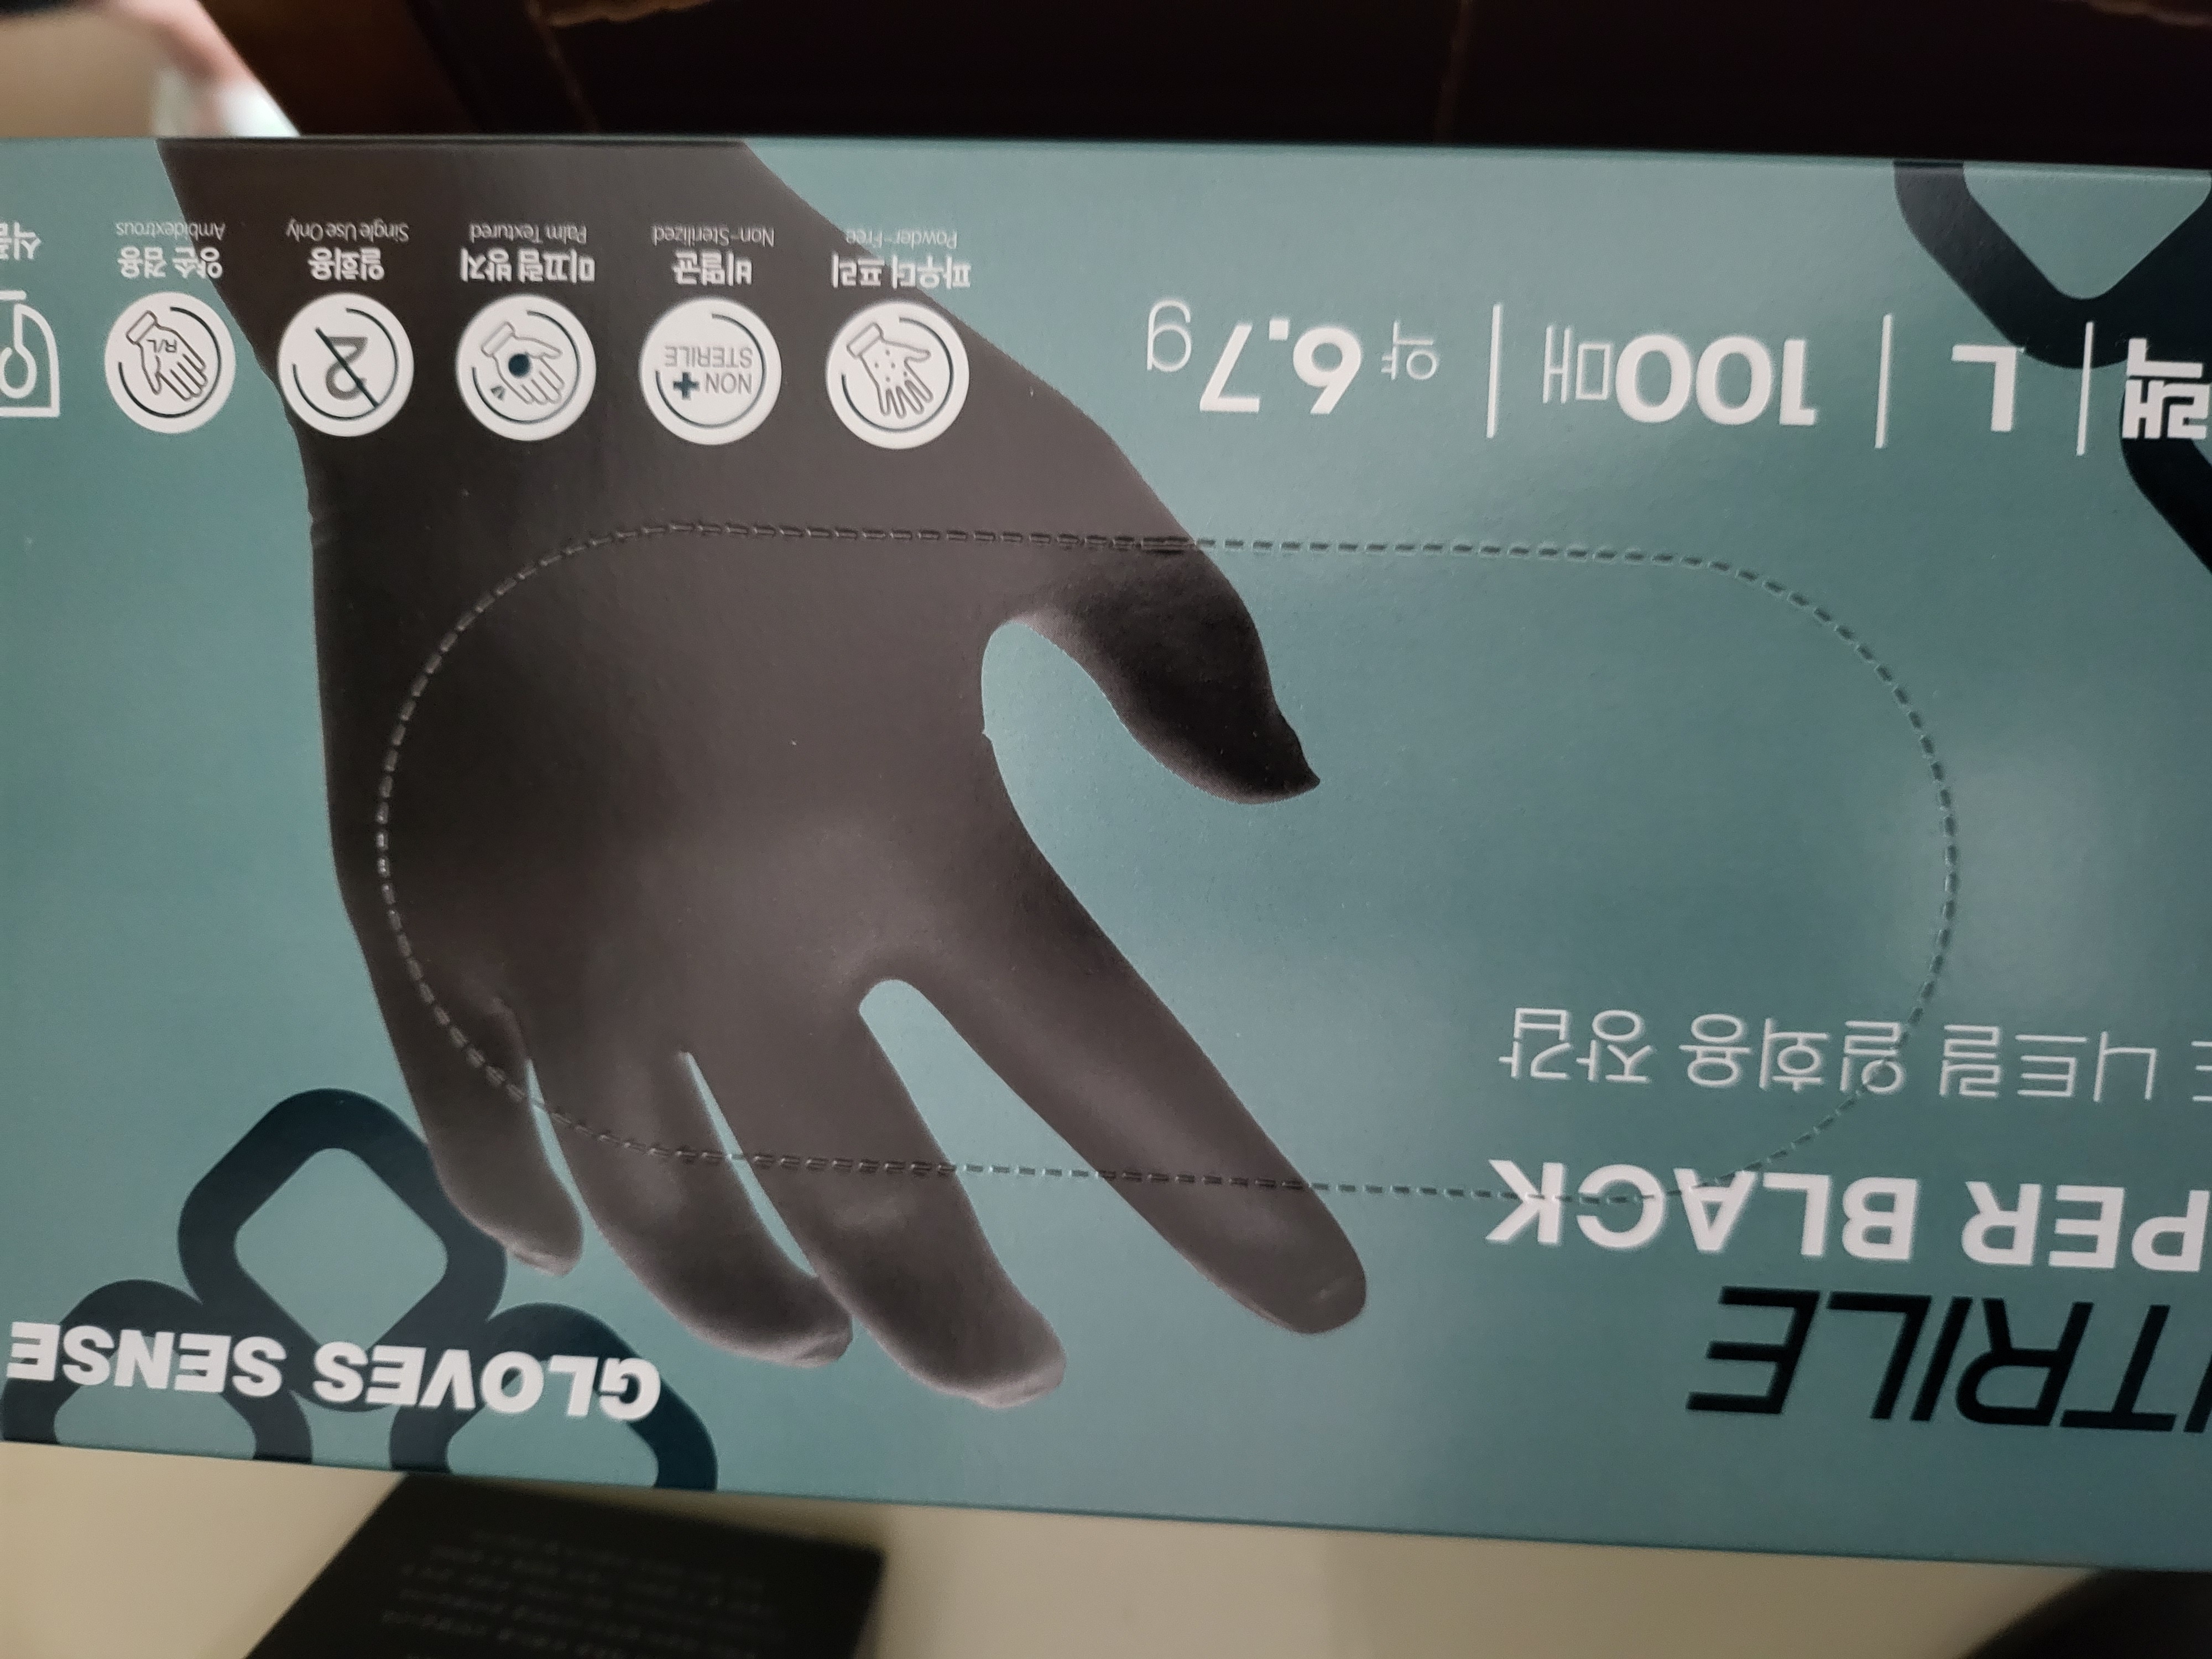 GLOVES SENSE
TRILE
PER BLACK
니트릴 일회용 장갑
랙 | L | 100매 | 약 6.7g
NON STERILE
R/L
파우더 프리
Powder-Free
비멸균
Non-Sterilized
미끄럼 방지
Palm Textured
2
일회용
Single Use Only
양손 겸용
Ambidextrous